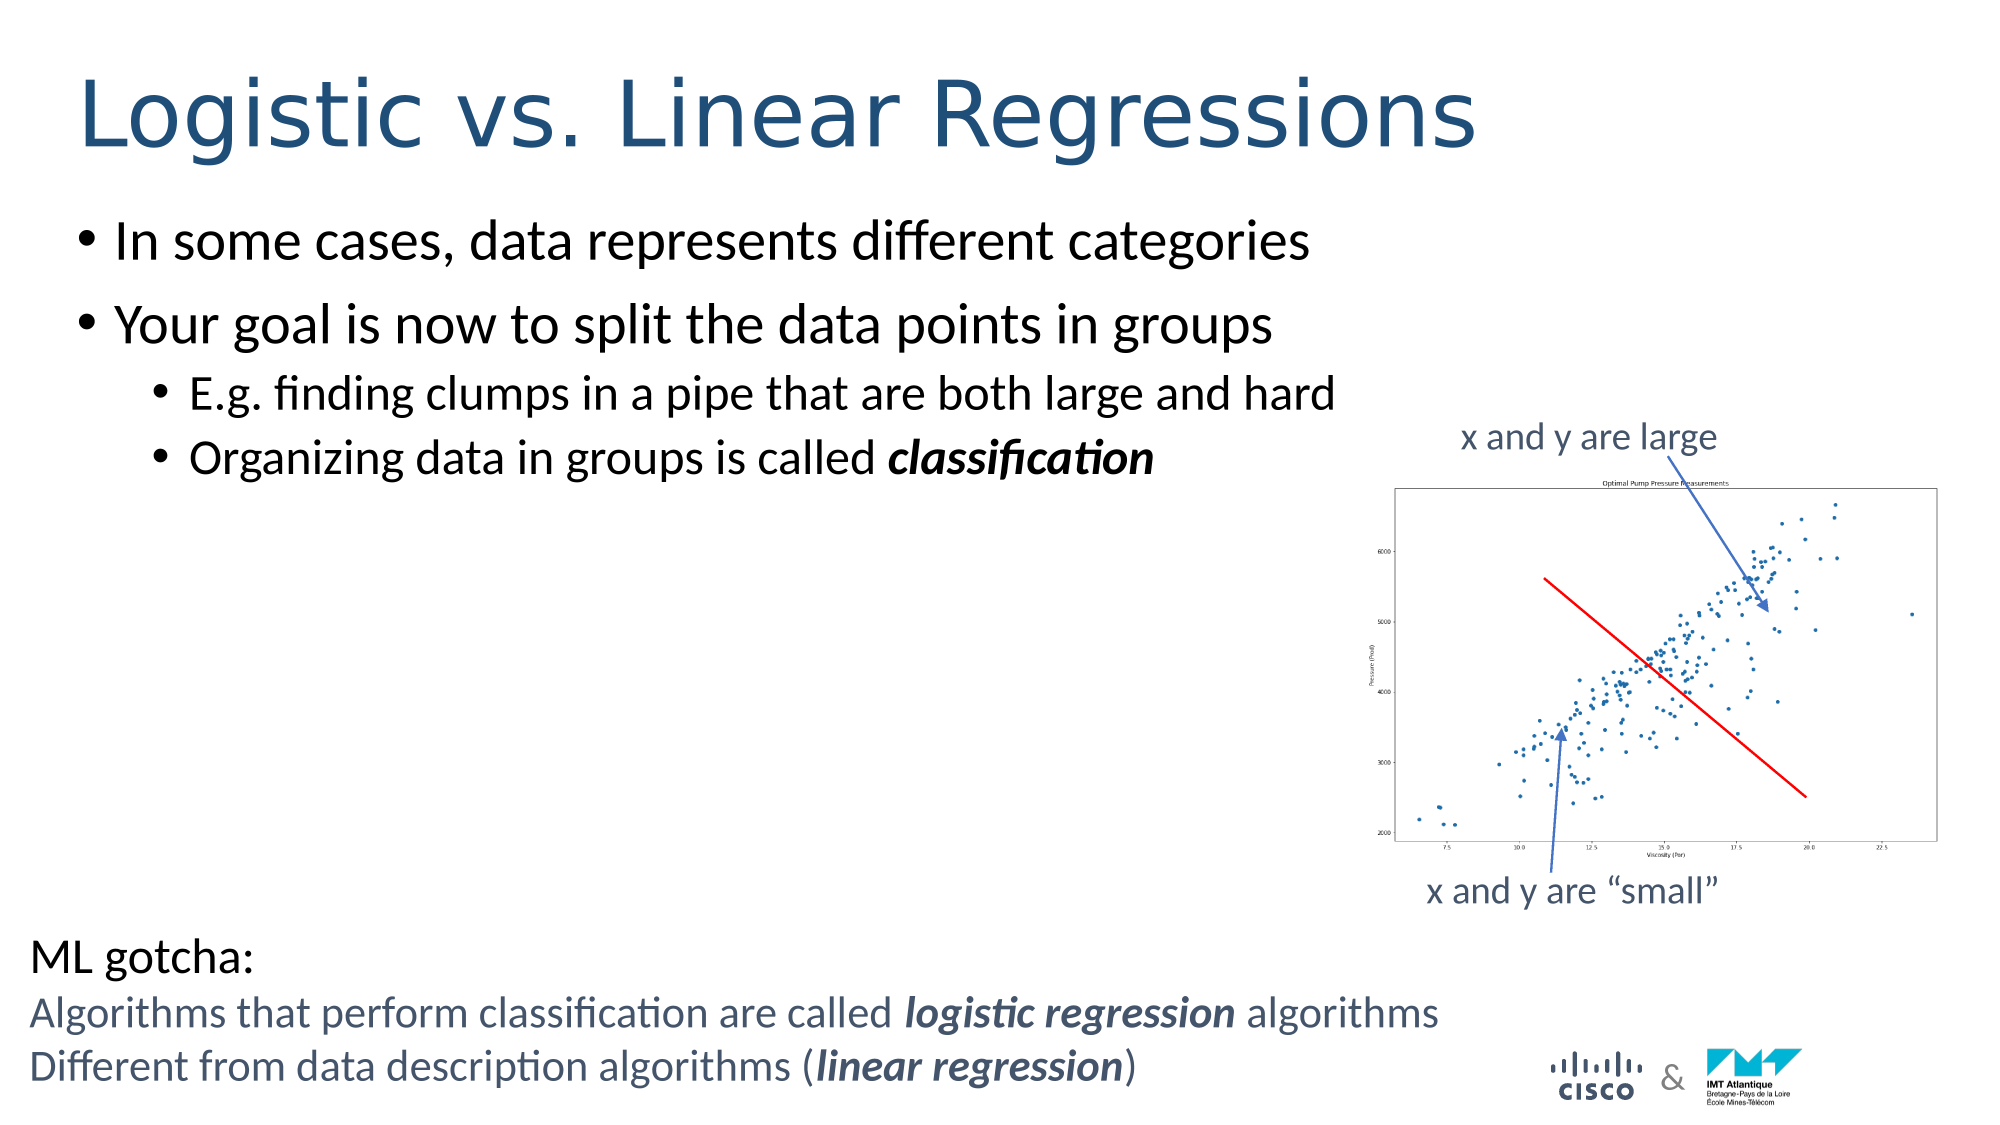 Logistic vs. Linear Regressions
• In some cases, data represents different categories
• Your goal is now to split the data points in groups
• E.g. finding clumps in a pipe that are both large and hard
• Organizing data in groups is called classification
x and y are large
Optimal Pump Pressure Measurements
6000
5000
4000
3000
2000
Pressure (Pod)
7.5 10.0 12.5 15.0 17.5 20.0 22.5
Viscosity (Por)
x and y are “small”
ML gotcha:
Algorithms that perform classification are called logistic regression algorithms
Different from data description algorithms (linear regression)
CISCO & IMT Atlantique
Bretagne-Pays de la Loire
École Mines-Télécom